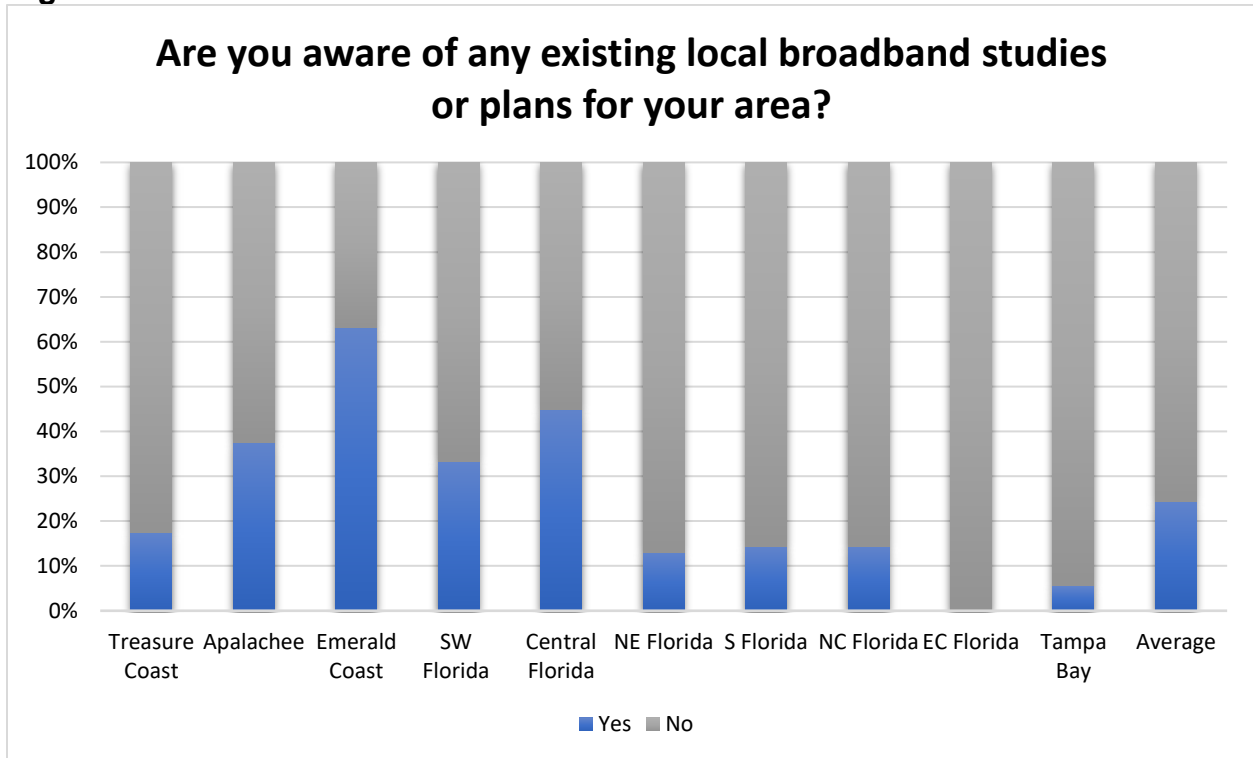 Are you aware of any existing local broadband studies
or plans for your area?
100%
90%
80%
70%
60%
50%
40%
30%
20%
10%
0%
Treasure Coast
Apalachee
Emerald Coast
SW Florida
Central Florida
NE Florida
S Florida
NC Florida
EC Florida
Tampa Bay
Average
Yes No